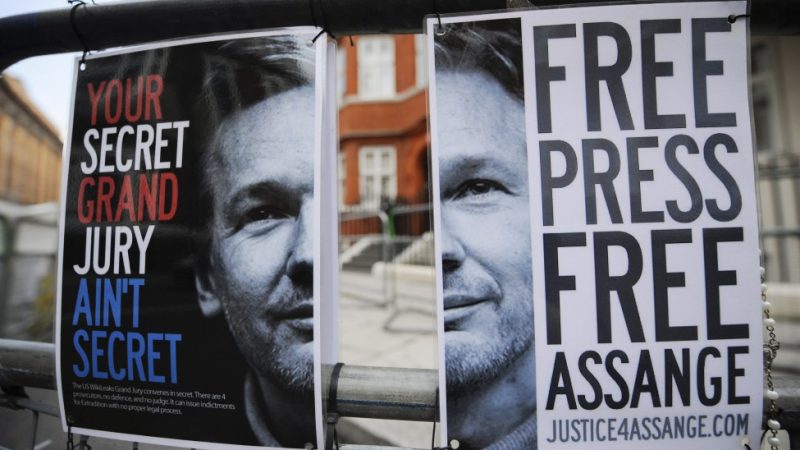 YOUR
SECRET
GRAND
JURY
AIN'T
SECRET
The US WikiLeaks Grand Jury convenes in secret. There are 4
prosecutors, no defence, and no judge. It can issue indictments
for Extradition with no proper legal process.
FREE
PRESS
FREE
ASSANGE
JUSTICE4ASSANGE.COM